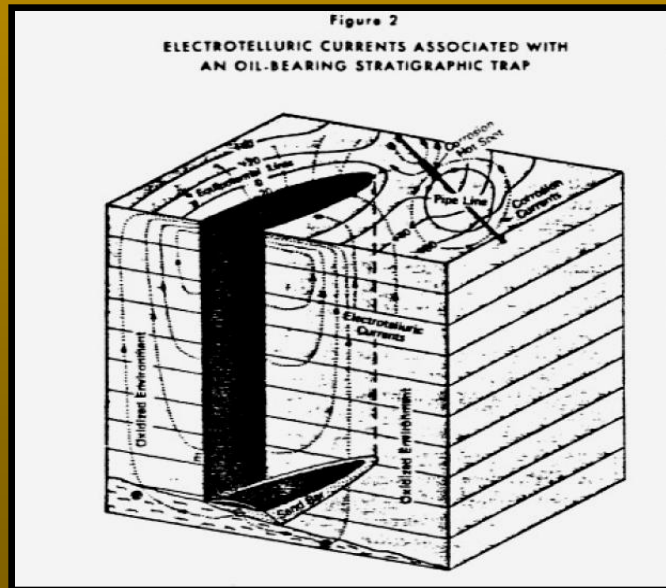 Figure 2
ELECTROTELLURIC CURRENTS ASSOCIATED WITH
AN OIL-BEARING STRATIGRAPHIC TRAP
Corrosion
Hot Spot
Equipotential Lines
0
Pipe Line
Corrosion
Currents
Electrotelluric
Currents
Oxidized Environment
Oxidized Environment
Sand Bar